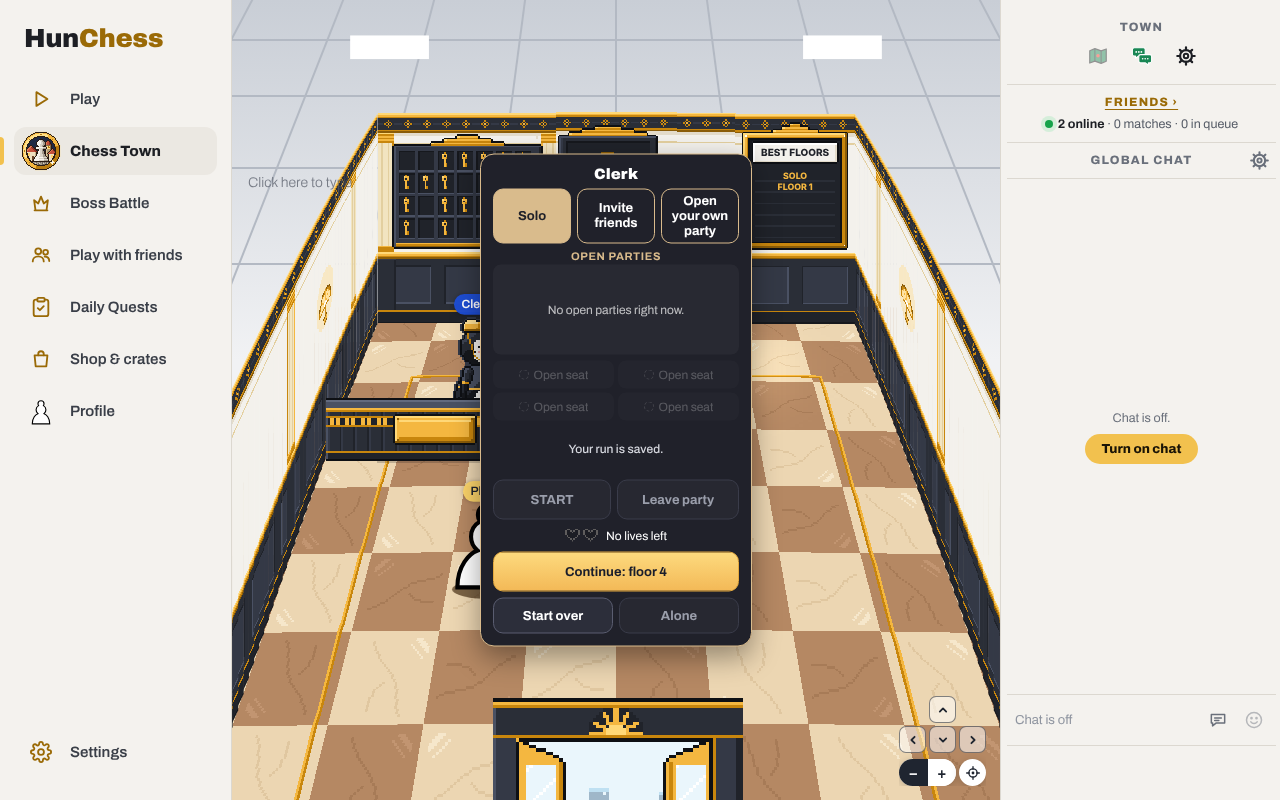 HunChess
Play
Chess Town
Boss Battle
Play with friends
Daily Quests
Shop & crates
Profile
Settings
Click here to ty
BEST FLOORS
SOLO
FLOOR 1
Clerk
Solo
Invite
friends
Open
your own
party
OPEN PARTIES
No open parties right now.
Open seat
Open seat
Open seat
Open seat
Your run is saved.
START
Leave party
No lives left
Continue: floor 4
Start over
Alone
Cle
Pl
TOWN
FRIENDS ›
2 online · 0 matches · 0 in queue
GLOBAL CHAT
Chat is off.
Turn on chat
Chat is off